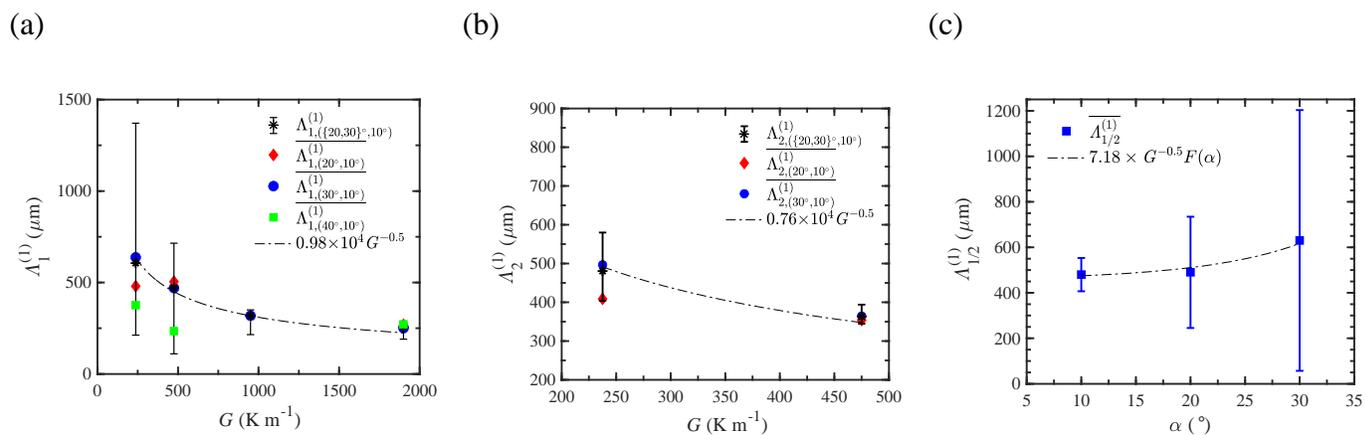 (a)
(b)
(c)
Λ₁⁽¹⁾ (μm)
1500
1000
500
0
0
500
1000
1500
2000
G (K m⁻¹)
Λ⁽¹⁾₁,({20,30}°,10°)
Λ⁽¹⁾₁,(20°,10°)
Λ⁽¹⁾₁,(30°,10°)
Λ⁽¹⁾₁,(40°,10°)
0.98×10⁴G⁻⁰·⁵
Λ₂⁽¹⁾ (μm)
900
800
700
600
500
400
300
200
200
250
300
350
400
450
500
G (K m⁻¹)
Λ⁽¹⁾₂,({20,30}°,10°)
Λ⁽¹⁾₂,(20°,10°)
Λ⁽¹⁾₂,(30°,10°)
0.76×10⁴G⁻⁰·⁵
Λ⁽¹⁾₁/₂ (μm)
1200
1000
800
600
400
200
0
5
10
15
20
25
30
35
α (°)
Λ⁽¹⁾₁/₂
7.18 × G⁻⁰·⁵F(α)